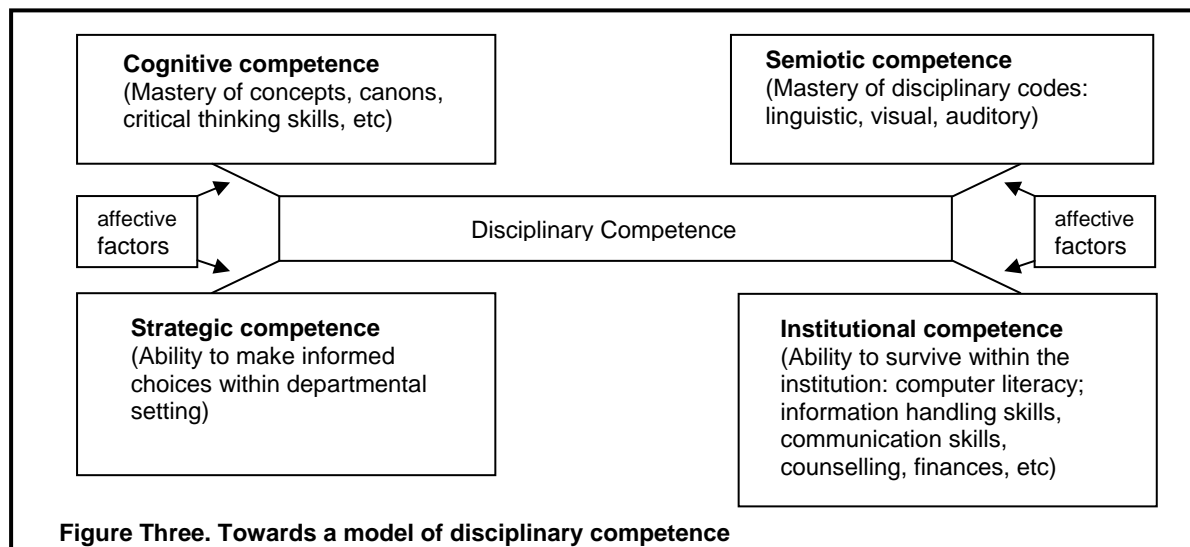 Cognitive competence
(Mastery of concepts, canons,
critical thinking skills, etc)
Semiotic competence
(Mastery of disciplinary codes:
linguistic, visual, auditory)
affective
factors
Disciplinary Competence
affective
factors
Strategic competence
(Ability to make informed
choices within departmental
setting)
Institutional competence
(Ability to survive within the
institution: computer literacy;
information handling skills,
communication skills,
counselling, finances, etc)
Figure Three. Towards a model of disciplinary competence